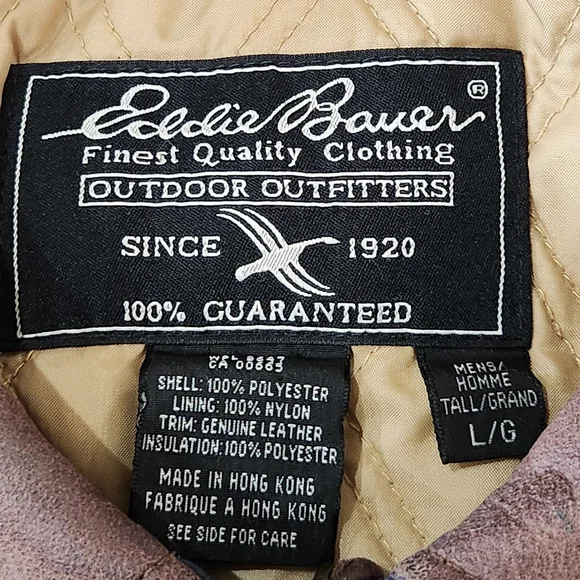 Eddie Bauer®
Finest Quality Clothing
OUTDOOR OUTFITTERS
SINCE 1920
100% GUARANTEED
CA 00663
SHELL: 100% POLYESTER
LINING: 100% NYLON
TRIM: GENUINE LEATHER
INSULATION: 100% POLYESTER
MADE IN HONG KONG
FABRIQUE A HONG KONG
SEE SIDE FOR CARE
MENS/
HOMME
TALL/GRAND
L/G